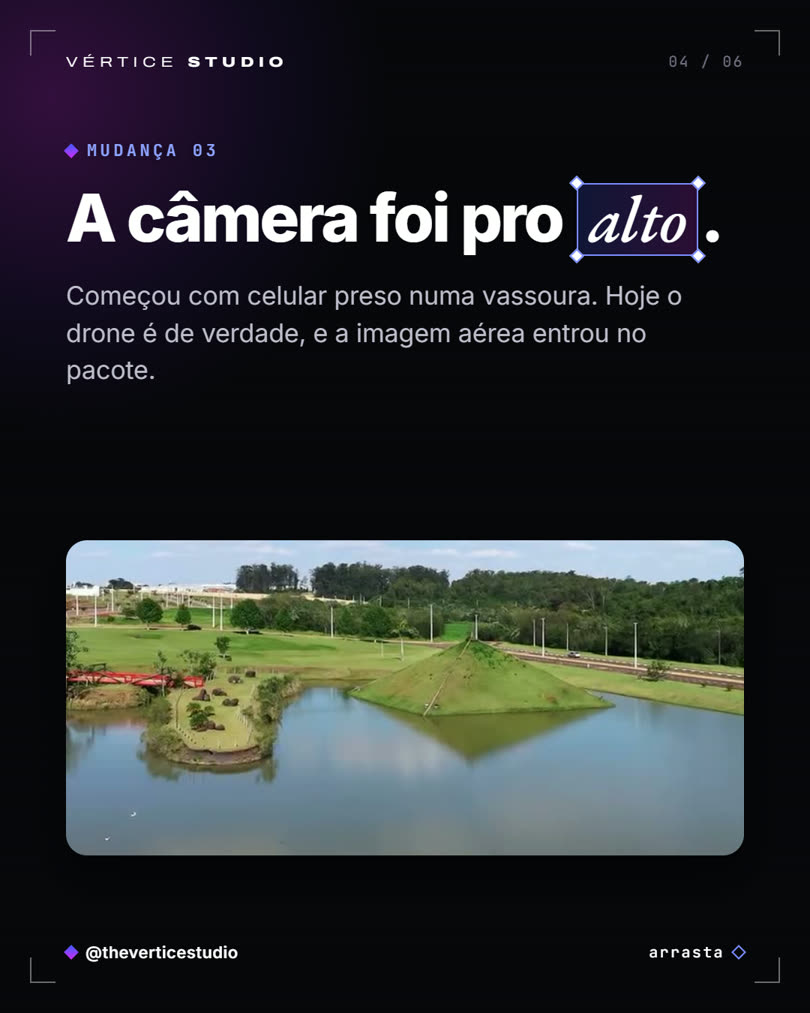 VÉRTICE STUDIO
04 / 06
MUDANÇA 03
A câmera foi pro alto.
Começou com celular preso numa vassoura. Hoje o
drone é de verdade, e a imagem aérea entrou no
pacote.
@theverticestudio
arrasta